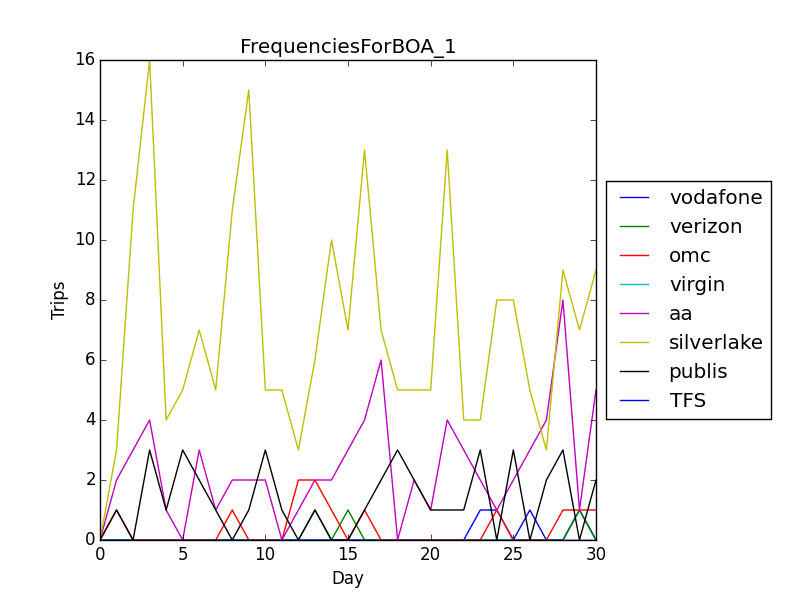 FrequenciesForBOA_1
16
14
12
10
8
6
4
2
0
Trips
0 5 10 15 20 25 30
Day
vodafone
verizon
omc
virgin
aa
silverlake
publis
TFS